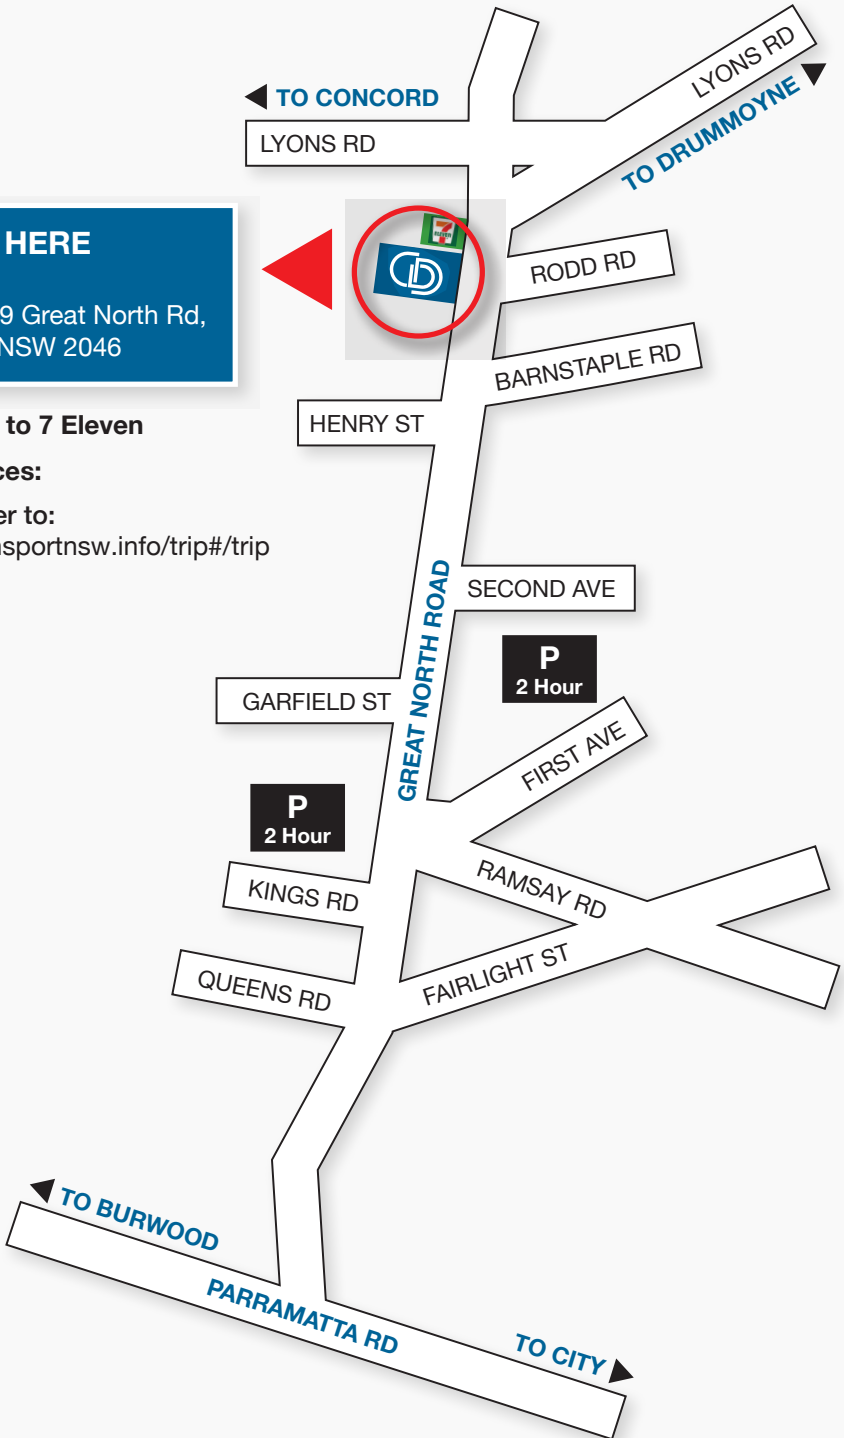 TO CONCORD
LYONS RD
LYONS RD
TO DRUMMOYNE
7
ELEVEN
HERE
9 Great North Rd,
NSW 2046
RODD RD
BARNSTAPLE RD
HENRY ST
to 7 Eleven
ces:
er to:
nsportnsw.info/trip#/trip
SECOND AVE
GREAT NORTH ROAD
P
2 Hour
GARFIELD ST
FIRST AVE
P
2 Hour
KINGS RD
RAMSAY RD
QUEENS RD
FAIRLIGHT ST
TO BURWOOD
PARRAMATTA RD
TO CITY